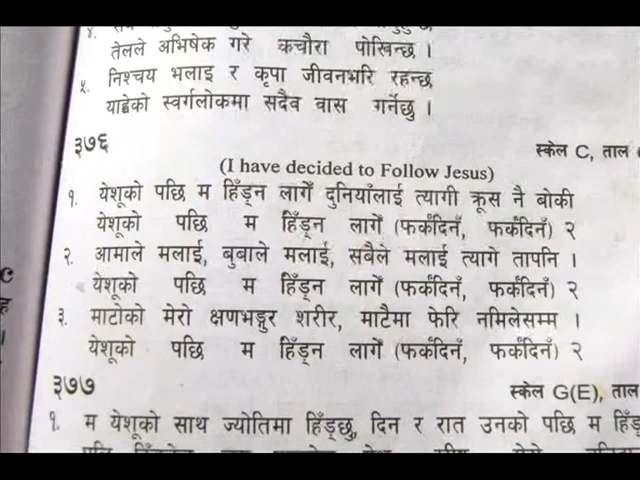 ४.
तेलले अभिषेक गरे कचौरा पोखिन्छ ।
५. निश्चय भलाइ र कृपा जीवनभरि रहन्छ
याह्वेको स्वर्गलोकमा सदैव वास गर्नेछु ।
३७६
स्केल C, ताल
(I have decided to Follow Jesus)
१. येशूको पछि म हिँड्न लागेँ दुनियाँलाई त्यागी क्रूस नै बोकी
येशूको पछि म हिँड्न लागेँ (फर्कंदिनँ, फर्कंदिनँ) २
२. आमाले मलाई, बुबाले मलाई, सबैले मलाई त्यागे तापनि ।
येशूको पछि म हिँड्न लागेँ (फर्कंदिनँ, फर्कंदिनँ) २
३. माटोको मेरो क्षणभङ्गुर शरीर, माटैमा फेरि नमिलेसम्म ।
येशूको पछि म हिँड्न लागेँ (फर्कंदिनँ, फर्कंदिनँ) २
३७७
स्केल G(E), ताल
१. म येशूको साथ ज्योतिमा हिँड्छु, दिन र रात उनको पछि म हिँड्